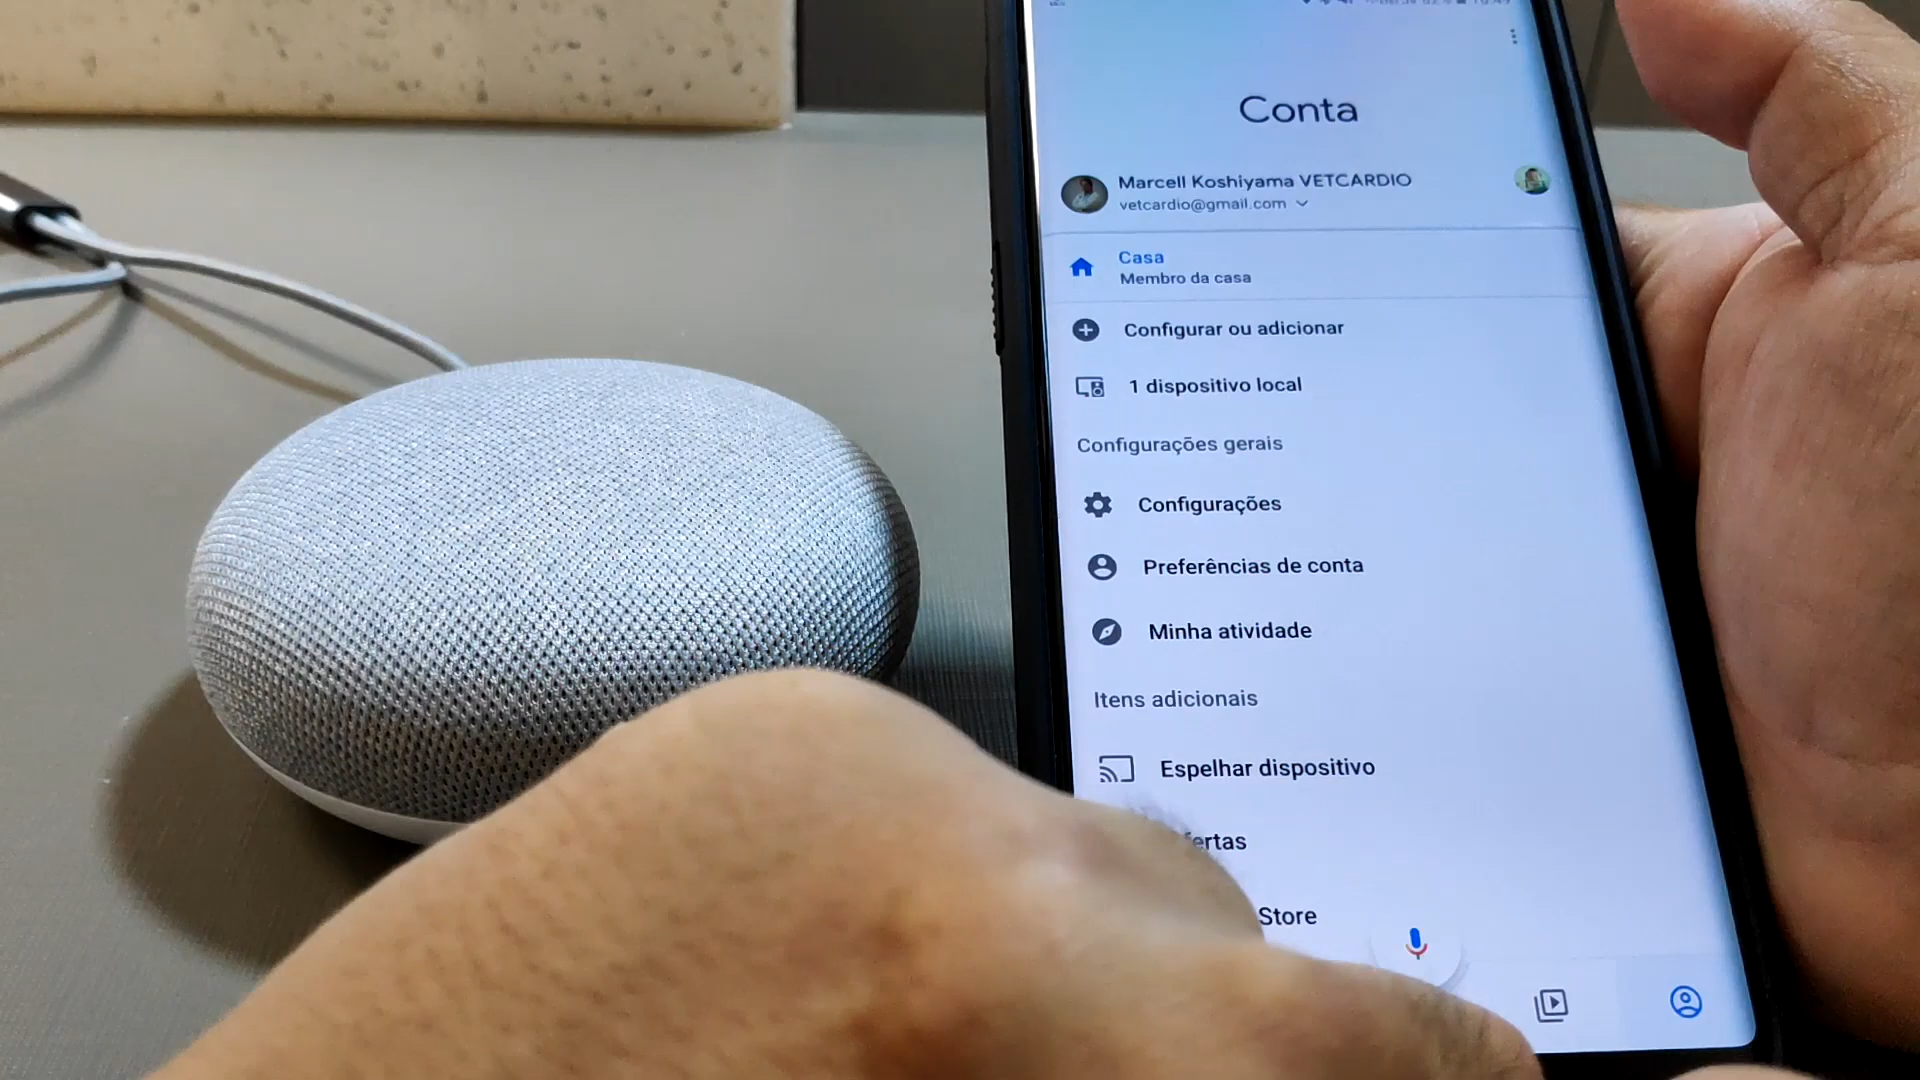 Conta
Marcell Koshiyama VETCARDIO
vetcardio@gmail.com
Casa
Membro da casa
Configurar ou adicionar
1 dispositivo local
Configurações gerais
Configurações
Preferências de conta
Minha atividade
Itens adicionais
Espelhar dispositivo
ertas
Store